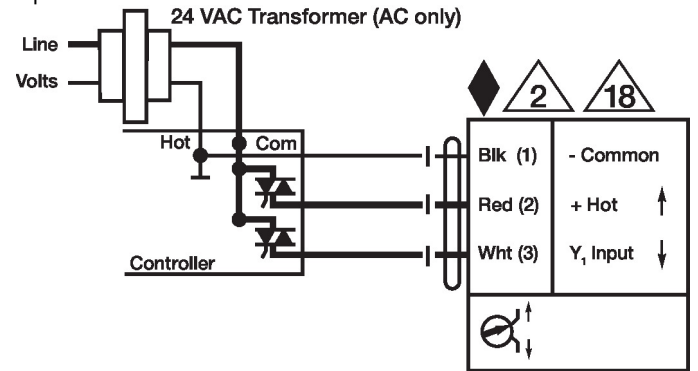 24 VAC Transformer (AC only)
Line
Volts
2 18
Hot Com
Blk (1) - Common
Red (2) + Hot
Wht (3) Y₁ Input
Controller